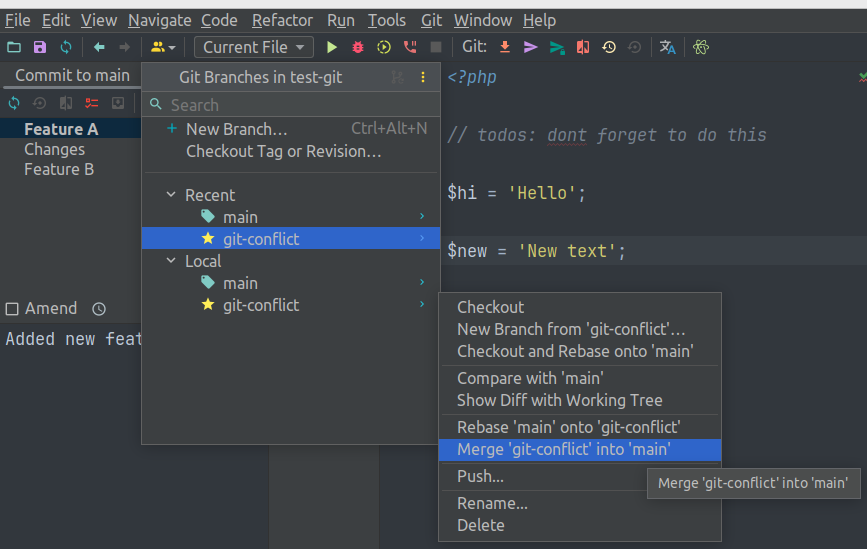 File Edit View Navigate Code Refactor Run Tools Git Window Help
Current File Git:
Commit to main
Feature A
Changes
Feature B
Amend
Added new feat
Git Branches in test-git
Search
New Branch... Ctrl+Alt+N
Checkout Tag or Revision...
Recent
main
git-conflict
Local
main
git-conflict
<?php
// todos: dont forget to do this
$hi = 'Hello';
$new = 'New text';
Checkout
New Branch from 'git-conflict'...
Checkout and Rebase onto 'main'
Compare with 'main'
Show Diff with Working Tree
Rebase 'main' onto 'git-conflict'
Merge 'git-conflict' into 'main'
Push...
Rename...
Delete
Merge 'git-conflict' into 'main'